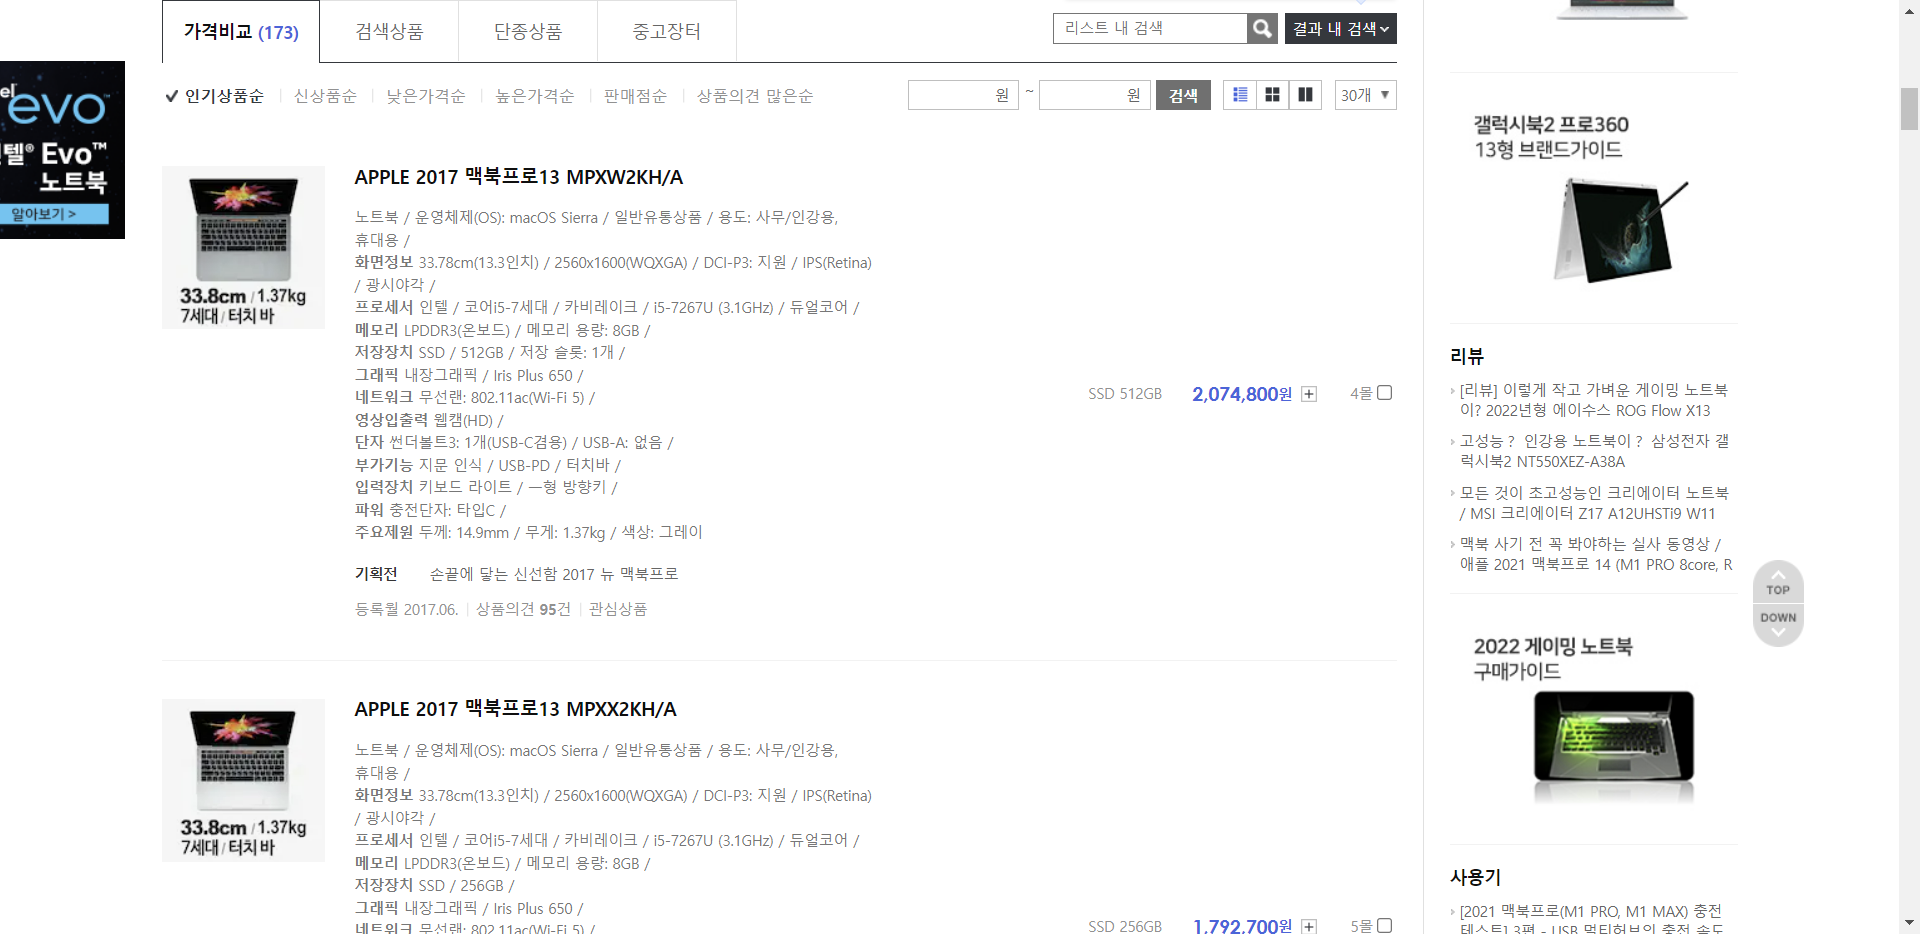 가격비교 (173)
검색상품
단종상품
중고장터
리스트 내 검색
결과 내 검색
인기상품순
신상품순
낮은가격순
높은가격순
판매점순
상품의견 많은순
원 ~ 원
검색
30개
evo
Evo™
노트북
알아보기 >
33.8cm / 1.37kg
7세대 / 터치 바
APPLE 2017 맥북프로13 MPXW2KH/A
노트북 / 운영체제(OS): macOS Sierra / 일반유통상품 / 용도: 사무/인강용,
휴대용 /
화면정보 33.78cm(13.3인치) / 2560x1600(WQXGA) / DCI-P3: 지원 / IPS(Retina)
/ 광시야각 /
프로세서 인텔 / 코어i5-7세대 / 카비레이크 / i5-7267U (3.1GHz) / 듀얼코어 /
메모리 LPDDR3(온보드) / 메모리 용량: 8GB /
저장장치 SSD / 512GB / 저장 슬롯: 1개 /
그래픽 내장그래픽 / Iris Plus 650 /
네트워크 무선랜: 802.11ac(Wi-Fi 5) /
영상입출력 웹캠(HD) /
단자 썬더볼트3: 1개(USB-C겸용) / USB-A: 없음 /
부가기능 지문 인식 / USB-PD / 터치바 /
입력장치 키보드 라이트 / ㅡ형 방향키 /
파워 충전단자: 타입C /
주요제원 두께: 14.9mm / 무게: 1.37kg / 색상: 그레이
기획전 손끝에 닿는 신선함 2017 뉴 맥북프로
등록월 2017.06. 상품의견 95건 관심상품
SSD 512GB 2,074,800원 4몰
33.8cm / 1.37kg
7세대 / 터치 바
APPLE 2017 맥북프로13 MPXX2KH/A
노트북 / 운영체제(OS): macOS Sierra / 일반유통상품 / 용도: 사무/인강용,
휴대용 /
화면정보 33.78cm(13.3인치) / 2560x1600(WQXGA) / DCI-P3: 지원 / IPS(Retina)
/ 광시야각 /
프로세서 인텔 / 코어i5-7세대 / 카비레이크 / i5-7267U (3.1GHz) / 듀얼코어 /
메모리 LPDDR3(온보드) / 메모리 용량: 8GB /
저장장치 SSD / 256GB /
그래픽 내장그래픽 / Iris Plus 650 /
네트워크 무선랜: 802.11ac(Wi-Fi 5) /
SSD 256GB 1,792,700원 5몰
갤럭시북2 프로360
13형 브랜드가이드
리뷰
[리뷰] 이렇게 작고 가벼운 게이밍 노트북
이? 2022년형 에이수스 ROG Flow X13
고성능 ? 인강용 노트북이 ? 삼성전자 갤
럭시북2 NT550XEZ-A38A
모든 것이 초고성능인 크리에이터 노트북
/ MSI 크리에이터 Z17 A12UHSTi9 W11
맥북 사기 전 꼭 봐야하는 실사 동영상 /
애플 2021 맥북프로 14 (M1 PRO 8core, R
TOP
DOWN
2022 게이밍 노트북
구매가이드
사용기
[2021 맥북프로(M1 PRO, M1 MAX) 충전
테스트] 3편 - USB 멀티허브의 충전 속도